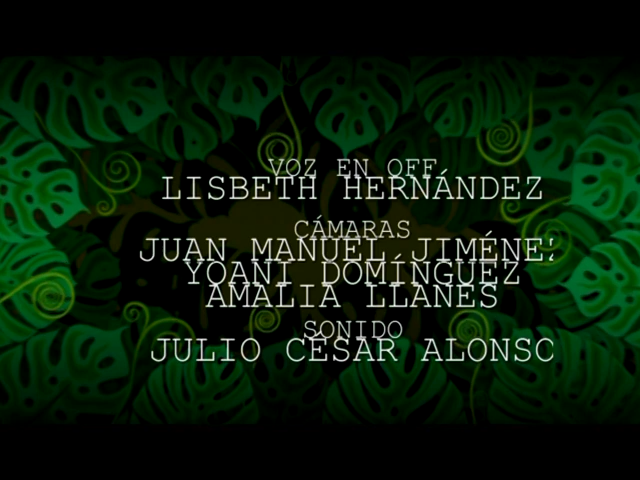 VOZ EN OFF
LISBETH HERNÁNDEZ
CÁMARAS
JUAN MANUEL JIMÉNEZ
YOANI DOMÍNGUEZ
AMALIA LLANES
SONIDO
JULIO CÉSAR ALONSO